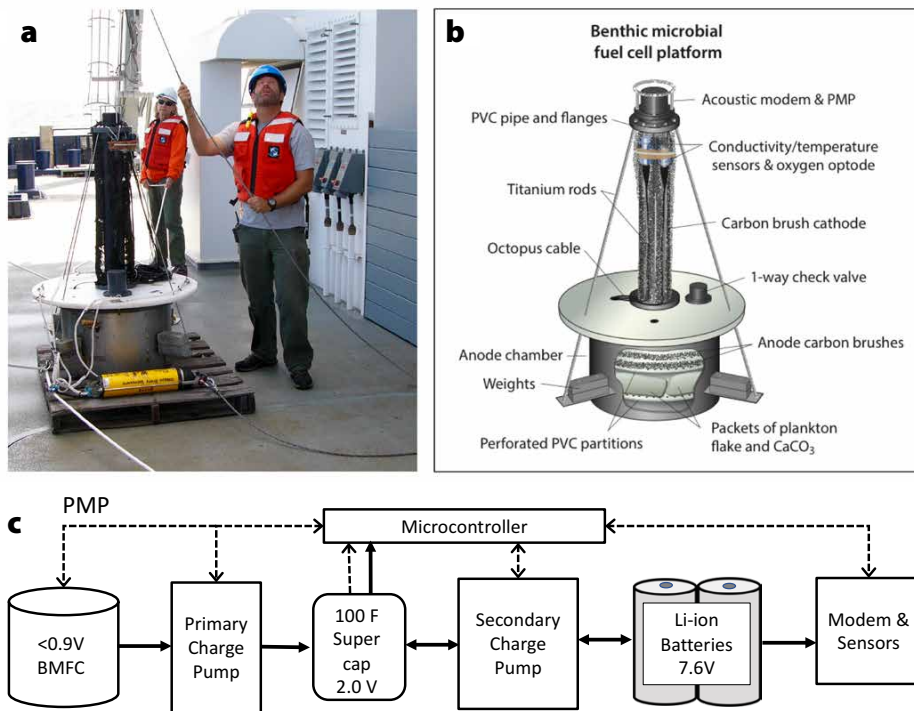 a
b
Benthic microbial
fuel cell platform
Acoustic modem & PMP
PVC pipe and flanges
Conductivity/temperature
sensors & oxygen optode
Titanium rods
Carbon brush cathode
Octopus cable
1-way check valve
Anode chamber
Anode carbon brushes
Weights
Perforated PVC partitions
Packets of plankton
flake and CaCO₃
c
PMP
Microcontroller
<0.9V
BMFC
Primary
Charge
Pump
100 F
Super
cap
2.0 V
Secondary
Charge
Pump
Li-ion
Batteries
7.6V
Modem &
Sensors